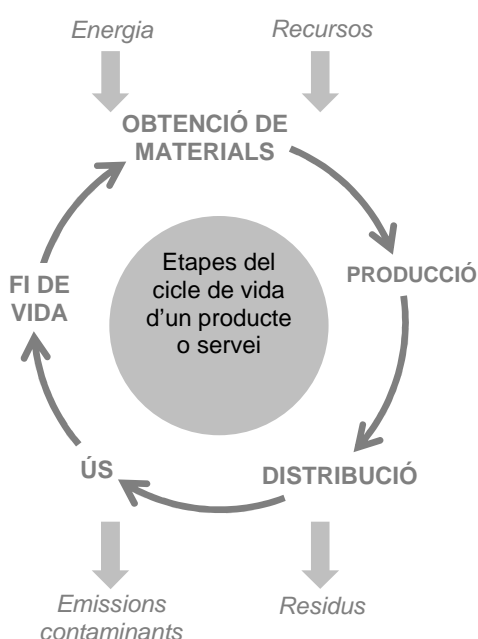 Energia
Recursos
OBTENCIÓ DE
MATERIALS
Etapes del
cicle de vida
d'un producte
o servei
PRODUCCIÓ
FI DE
VIDA
ÚS
DISTRIBUCIÓ
Emissions
contaminants
Residus